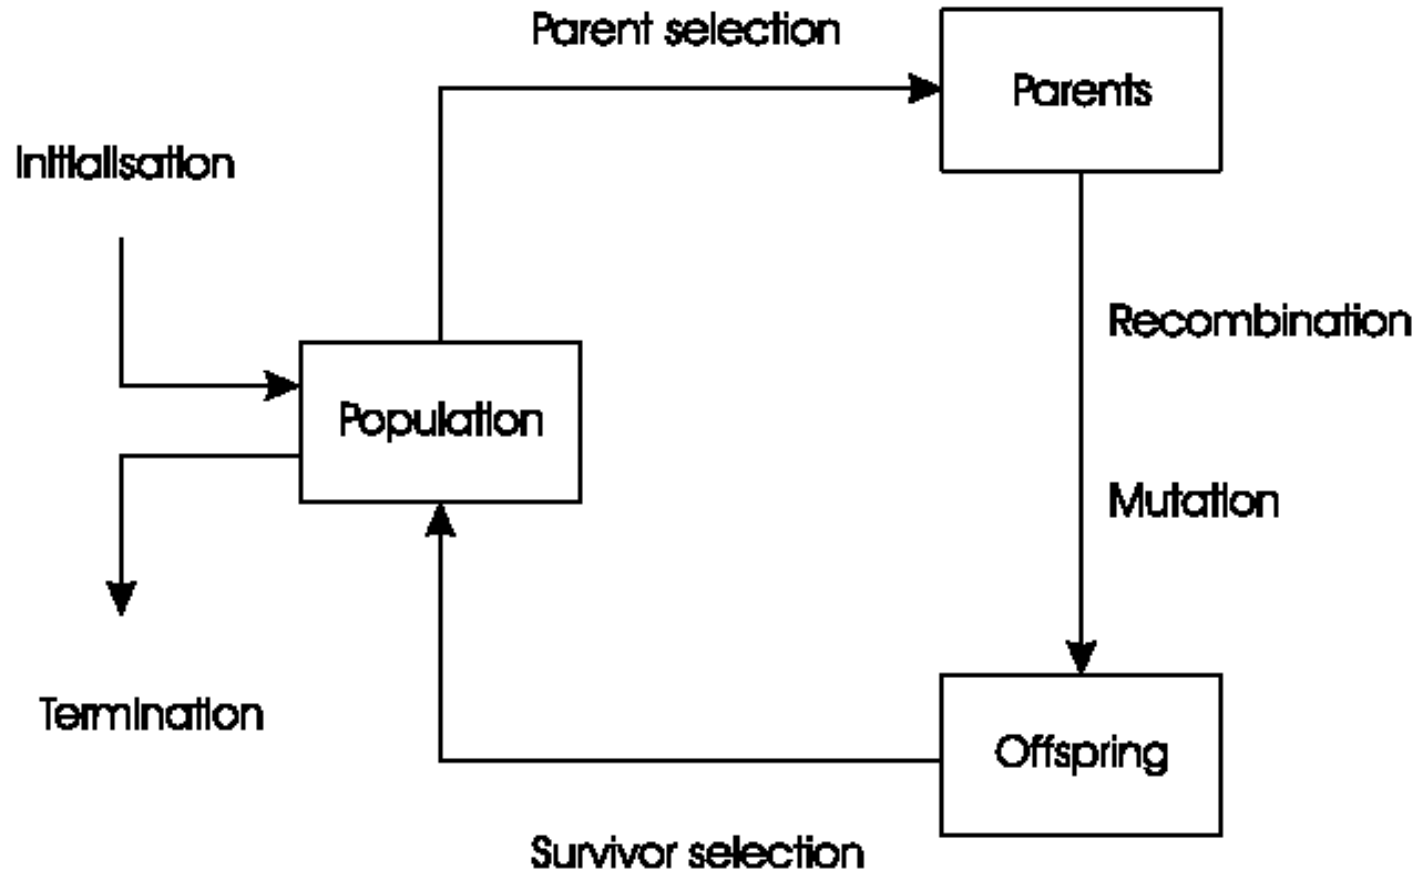 Parent selection
Parents
Initialisation
Recombination
Population
Mutation
Termination
Offspring
Survivor selection